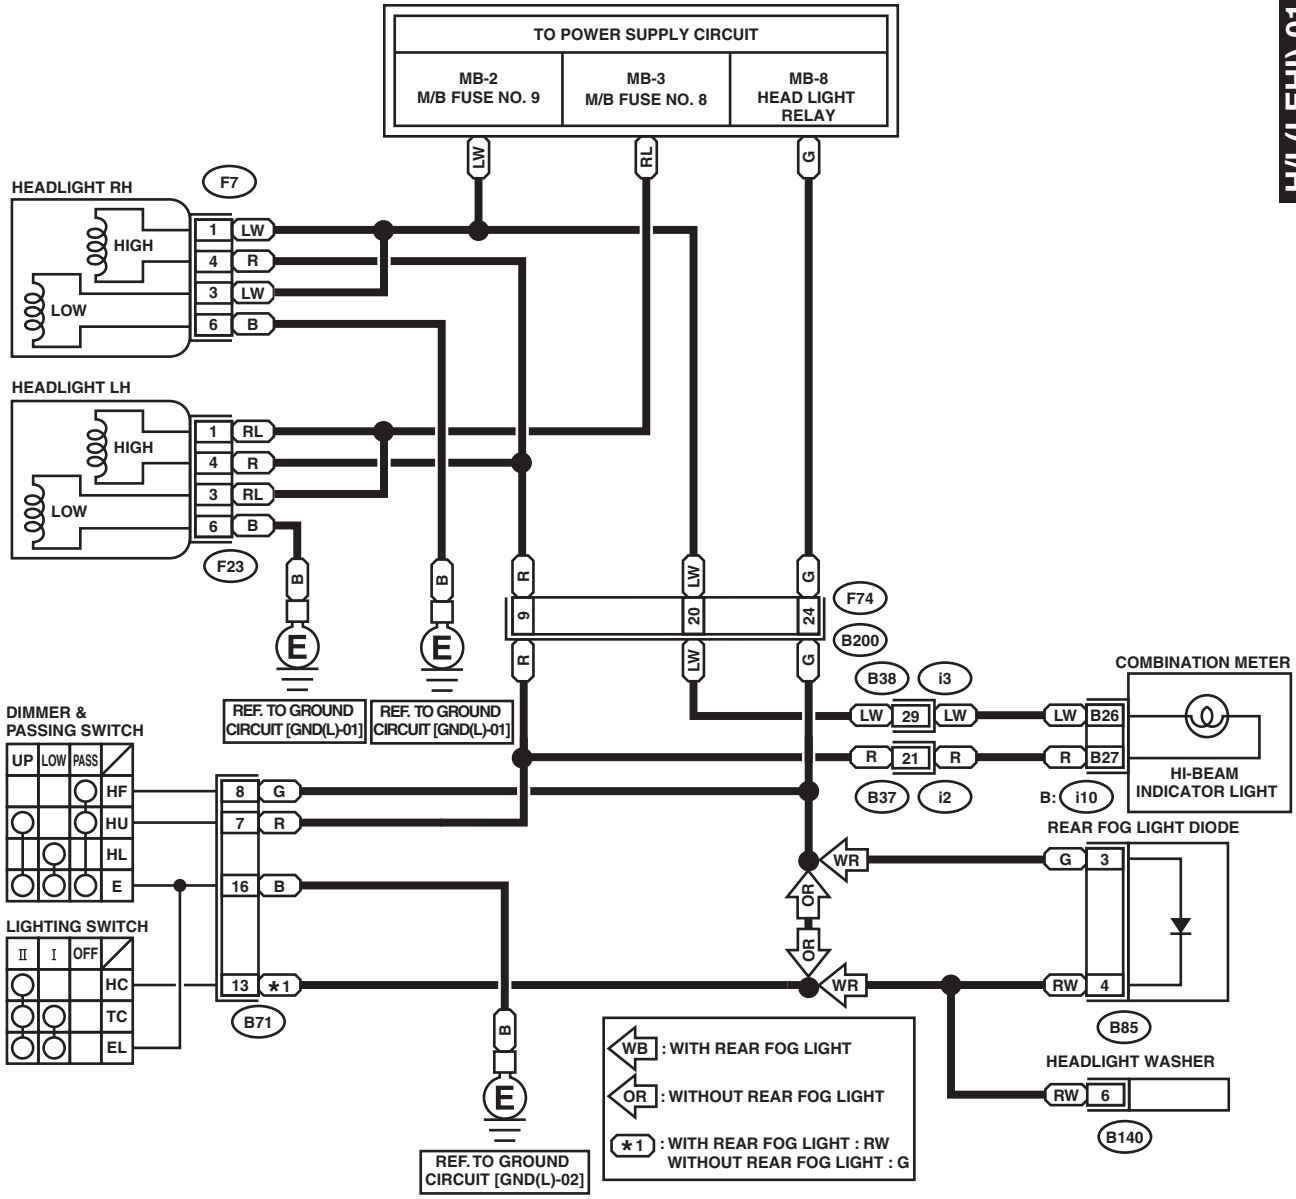 TO POWER SUPPLY CIRCUIT
MB-2
M/B FUSE NO. 9
MB-3
M/B FUSE NO. 8
MB-8
HEAD LIGHT
RELAY
LW
RL
G
HEADLIGHT RH
F7
HIGH
LOW
1 LW
4 R
3 LW
6 B
HEADLIGHT LH
HIGH
LOW
1 RL
4 R
3 RL
6 B
F23
B
B
R
LW
G
E
E
9
20
24
F74
B200
R
LW
G
REF. TO GROUND
CIRCUIT [GND(L)-01]
REF. TO GROUND
CIRCUIT [GND(L)-01]
B38
i3
LW 29 LW
LW B26
R 21 R
R B27
B37
i2
B: i10
COMBINATION METER
HI-BEAM
INDICATOR LIGHT
DIMMER &
PASSING SWITCH
UP LOW PASS
HF
HU
HL
E
8 G
7 R
16 B
13 *1
B71
LIGHTING SWITCH
II I OFF
HC
TC
EL
REAR FOG LIGHT DIODE
WR
G 3
OR
OR
WR
RW 4
B85
HEADLIGHT WASHER
RW 6
B140
B
E
REF. TO GROUND
CIRCUIT [GND(L)-02]
WB : WITH REAR FOG LIGHT
OR : WITHOUT REAR FOG LIGHT
*1 : WITH REAR FOG LIGHT : RW
WITHOUT REAR FOG LIGHT : G